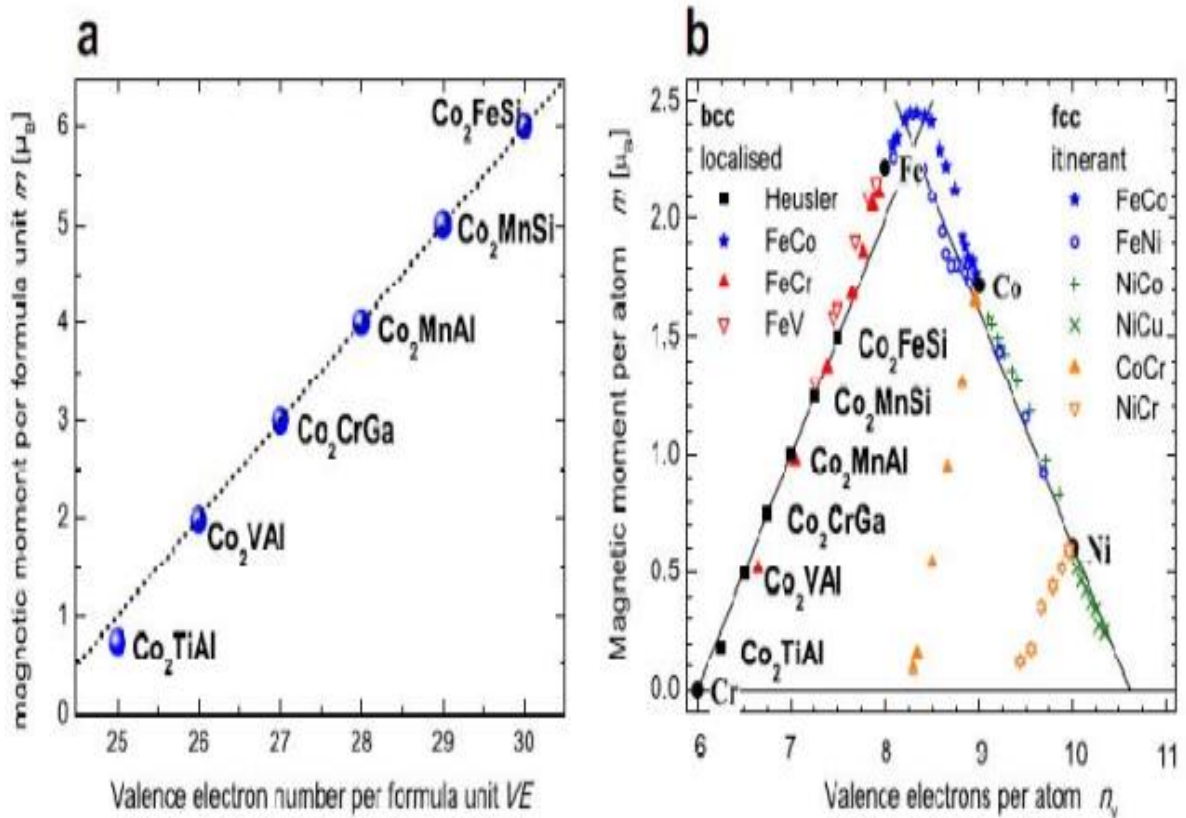 a
magnetic moment per formula unit m [μB]
6
5
4
3
2
1
0
Co2FeSi
Co2MnSi
Co2MnAl
Co2CrGa
Co2VAl
Co2TiAl
25
26
27
28
29
30
Valence electron number per formula unit VE
b
Magnetic moment per atom m [μB]
2.5
2.0
1.5
1.0
0.5
0.0
bcc
localised
Heusler
FeCo
FeCr
FeV
fcc
itinerant
FeCo
FeNi
NiCo
NiCu
CoCr
NiCr
Fe
Co
Co2FeSi
Co2MnSi
Co2MnAl
Co2CrGa
Ni
Co2VAl
Co2TiAl
Cr
6
7
8
9
10
11
Valence electrons per atom nv